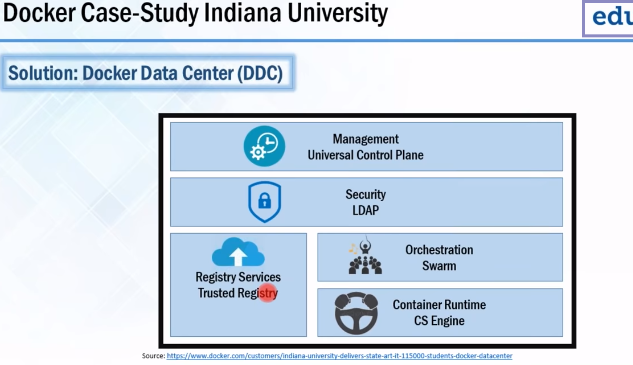 Docker Case-Study Indiana University
edu
Solution: Docker Data Center (DDC)
Management
Universal Control Plane
Security
LDAP
Registry Services
Trusted Registry
Orchestration
Swarm
Container Runtime
CS Engine
Source: https://www.docker.com/customers/indiana-university-delivers-state-art-it-115000-students-docker-datacenter